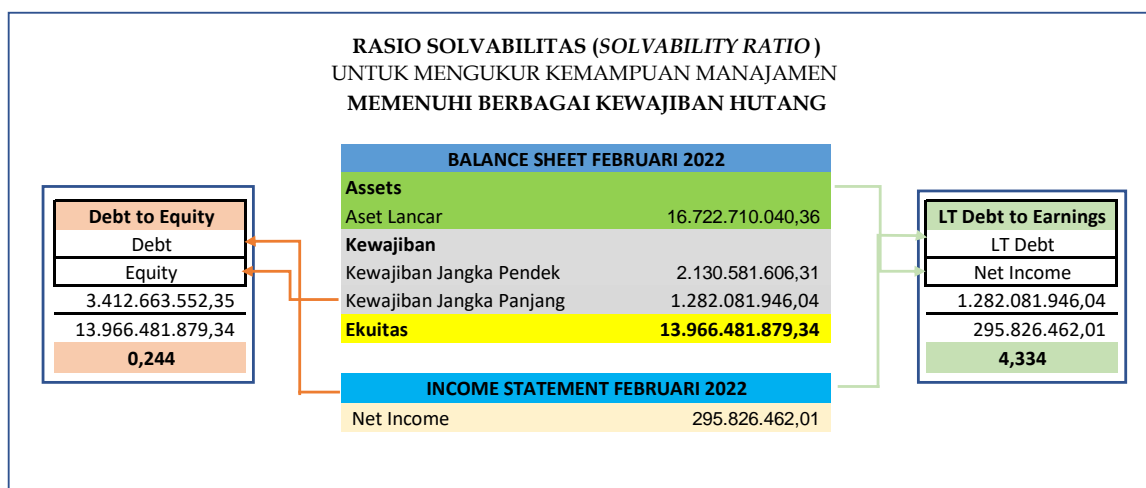 RASIO SOLVABILITAS (SOLVABILITY RATIO )
UNTUK MENGUKUR KEMAMPUAN MANAJAMEN
MEMENUHI BERBAGAI KEWAJIBAN HUTANG
Debt to Equity
Debt
Equity
3.412.663.552,35
13.966.481.879,34
0,244
BALANCE SHEET FEBRUARI 2022
Assets
Aset Lancar 16.722.710.040,36
Kewajiban
Kewajiban Jangka Pendek 2.130.581.606,31
Kewajiban Jangka Panjang 1.282.081.946,04
Ekuitas 13.966.481.879,34
INCOME STATEMENT FEBRUARI 2022
Net Income 295.826.462,01
LT Debt to Earnings
LT Debt
Net Income
1.282.081.946,04
295.826.462,01
4,334